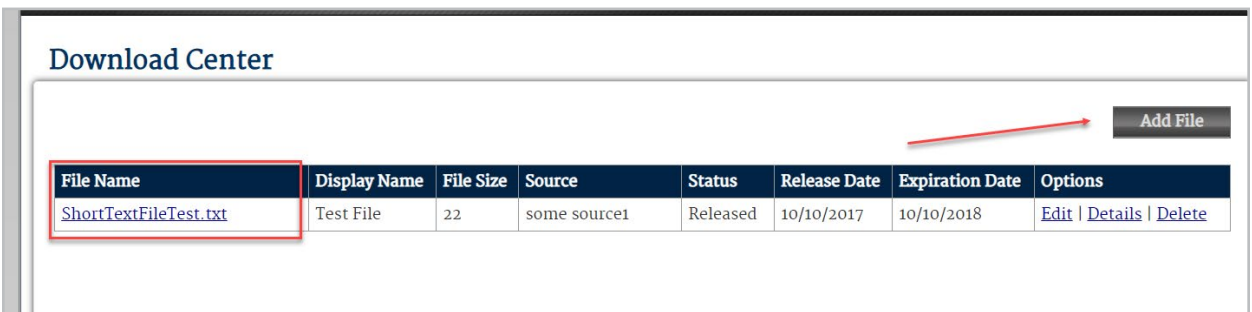 Download Center
Add File
File Name Display Name File Size Source Status Release Date Expiration Date Options
ShortTextFileTest.txt Test File 22 some source1 Released 10/10/2017 10/10/2018 Edit | Details | Delete